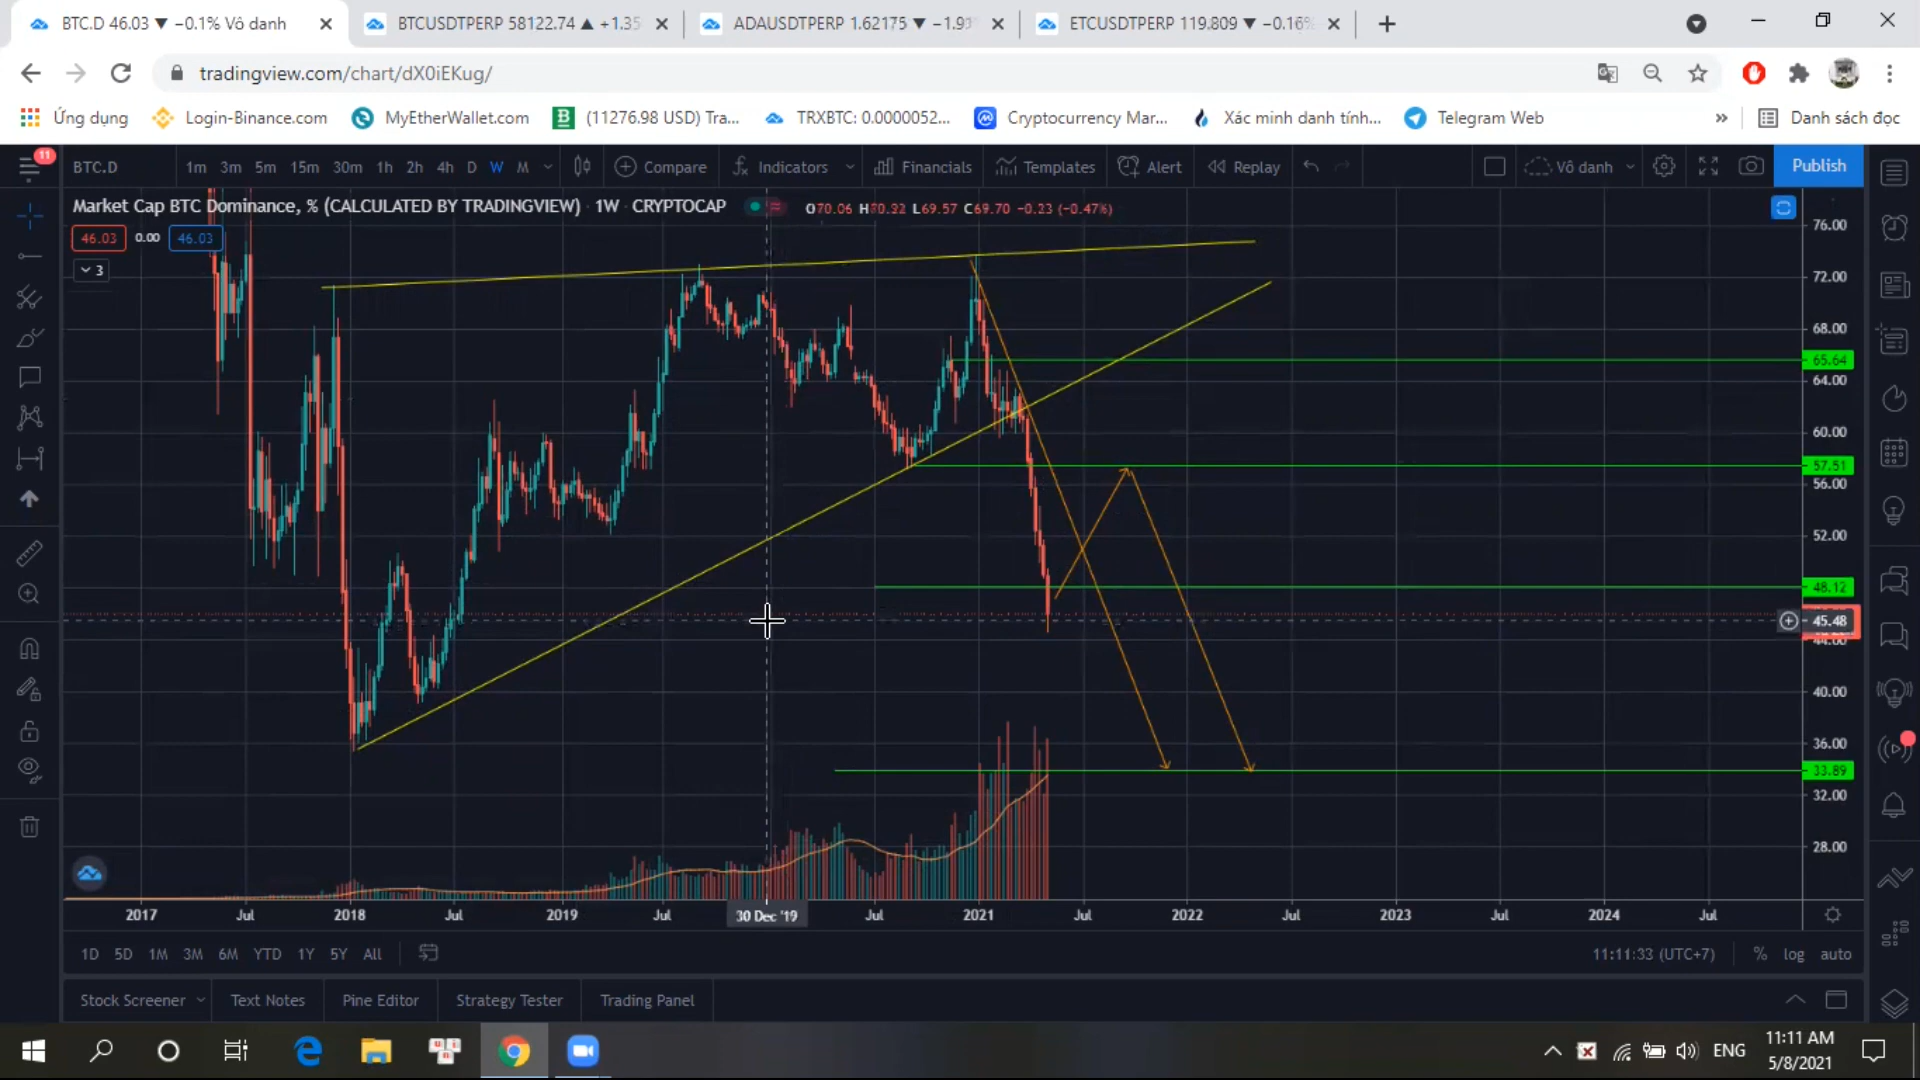 BTC.D 46.03 ▼ −0.1% Vô danh
BTCUSDTPERP 58122.74 ▲ +1.35
ADAUSDTPERP 1.62175 ▼ −1.9
ETCUSDTPERP 119.809 ▼ −0.16%
tradingview.com/chart/dX0iEKug/
Ứng dụng
Login-Binance.com
MyEtherWallet.com
(11276.98 USD) Tra...
TRXBTC: 0.0000052...
Cryptocurrency Mar...
Xác minh danh tính...
Telegram Web
»
Danh sách đọc
11
BTC.D
1m 3m 5m 15m 30m 1h 2h 4h D W M
Compare
Indicators
Financials
Templates
Alert
Replay
Vô danh
Publish
Market Cap BTC Dominance, % (CALCULATED BY TRADINGVIEW) 1W CRYPTOCAP
O70.06 H70.92 L69.57 C69.70 −0.23 (−0.47%)
46.03 0.00 46.03
3
76.00
72.00
68.00
65.64
64.00
60.00
57.51
56.00
52.00
48.12
45.48
44.00
40.00
36.00
33.89
32.00
28.00
2017 Jul 2018 Jul 2019 Jul 30 Dec '19 Jul 2021 Jul 2022 Jul 2023 Jul 2024 Jul
1D 5D 1M 3M 6M YTD 1Y 5Y All
11:11:33 (UTC+7)
% log auto
Stock Screener
Text Notes
Pine Editor
Strategy Tester
Trading Panel
ENG
11:11 AM
5/8/2021